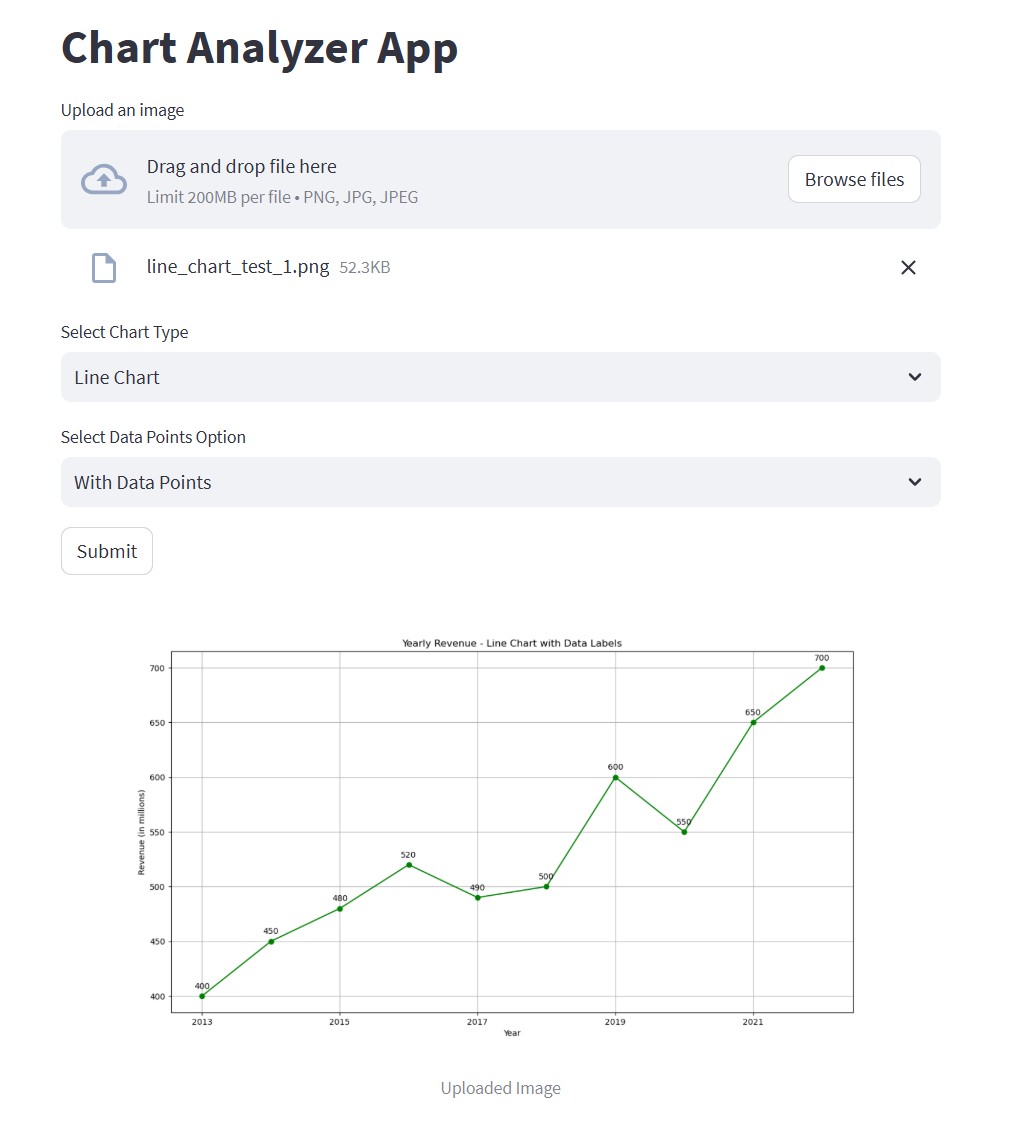 Chart Analyzer App
Upload an image
Drag and drop file here
Limit 200MB per file • PNG, JPG, JPEG
Browse files
line_chart_test_1.png 52.3KB
Select Chart Type
Line Chart
Select Data Points Option
With Data Points
Submit
Yearly Revenue - Line Chart with Data Labels
Revenue (in millions)
700
650
600
550
500
450
400
400
450
480
520
490
500
600
550
650
700
2013 2015 2017 2019 2021
Year
Uploaded Image